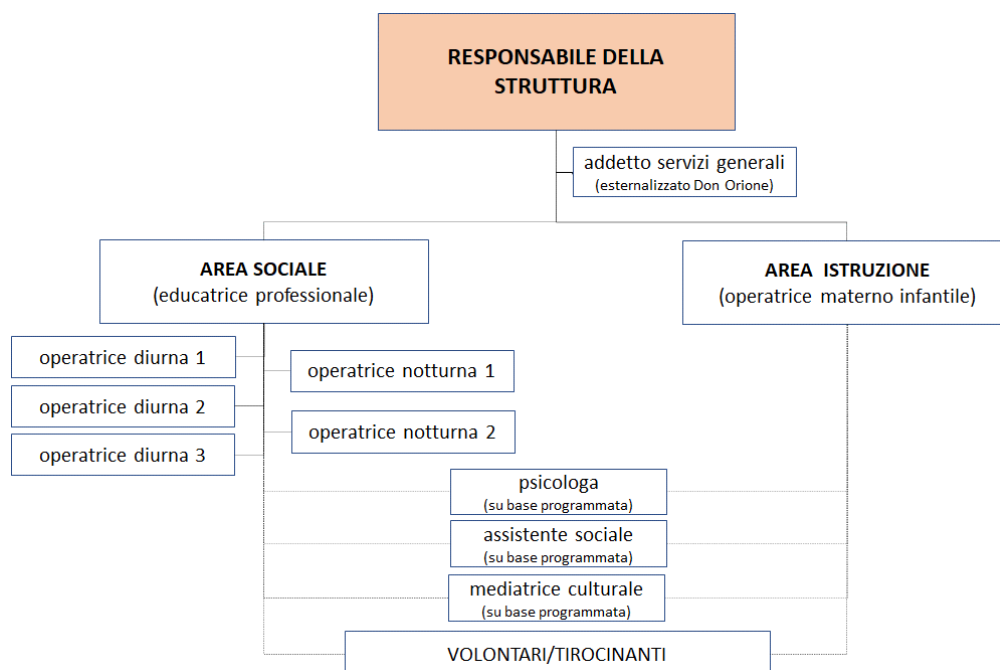 RESPONSABILE DELLA
STRUTTURA
addetto servizi generali
(esternalizzato Don Orione)
AREA SOCIALE
(educatrice professionale)
AREA ISTRUZIONE
(operatrice materno infantile)
operatrice diurna 1
operatrice notturna 1
operatrice diurna 2
operatrice notturna 2
operatrice diurna 3
psicologa
(su base programmata)
assistente sociale
(su base programmata)
mediatrice culturale
(su base programmata)
VOLONTARI/TIROCINANTI